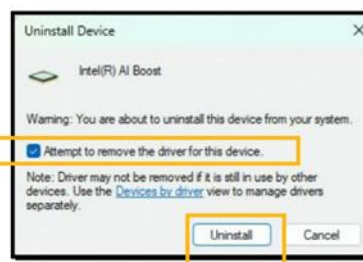 Uninstall Device
Intel(R) AI Boost
Warning: You are about to uninstall this device from your system.
Attempt to remove the driver for this device.
Note: Driver may not be removed if it is still in use by other
devices. Use the Devices by driver view to manage drivers
separately.
Uninstall Cancel